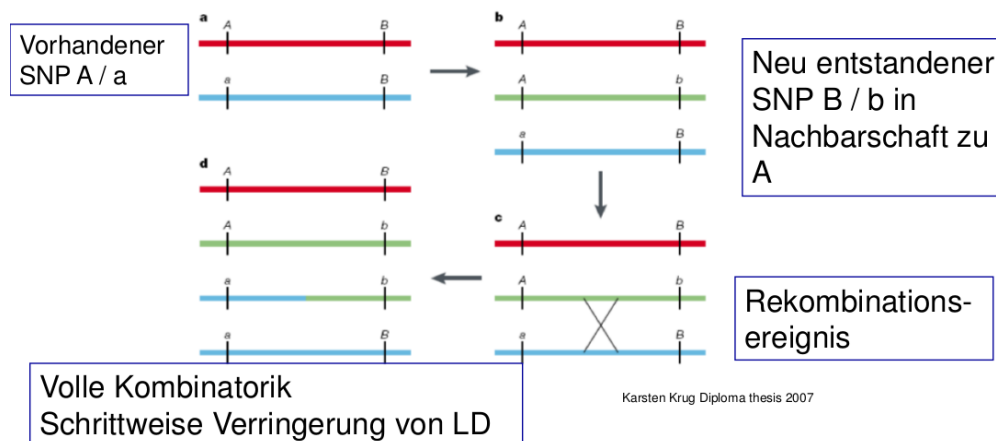 Vorhandener
SNP A / a
a
A B
a B
b
A B
A b
a B
Neu entstandener
SNP B / b in
Nachbarschaft zu
A
c
A B
A b
a B
Rekombinations-
ereignis
d
A B
A b
a b
a B
Volle Kombinatorik
Schrittweise Verringerung von LD
Karsten Krug Diploma thesis 2007